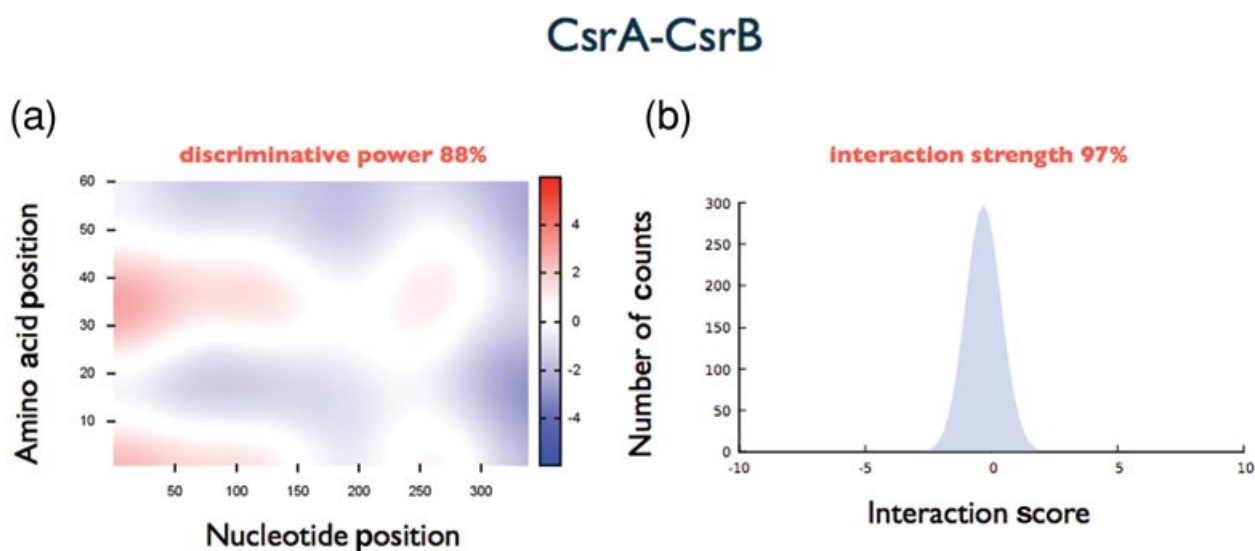 CsrA-CsrB
(a)
discriminative power 88%
Amino acid position
60
50
40
30
20
10
50 100 150 200 250 300
Nucleotide position
4
2
0
-2
-4
(b)
interaction strength 97%
Number of counts
300
250
200
150
100
50
0
-10 -5 0 5 10
Interaction score